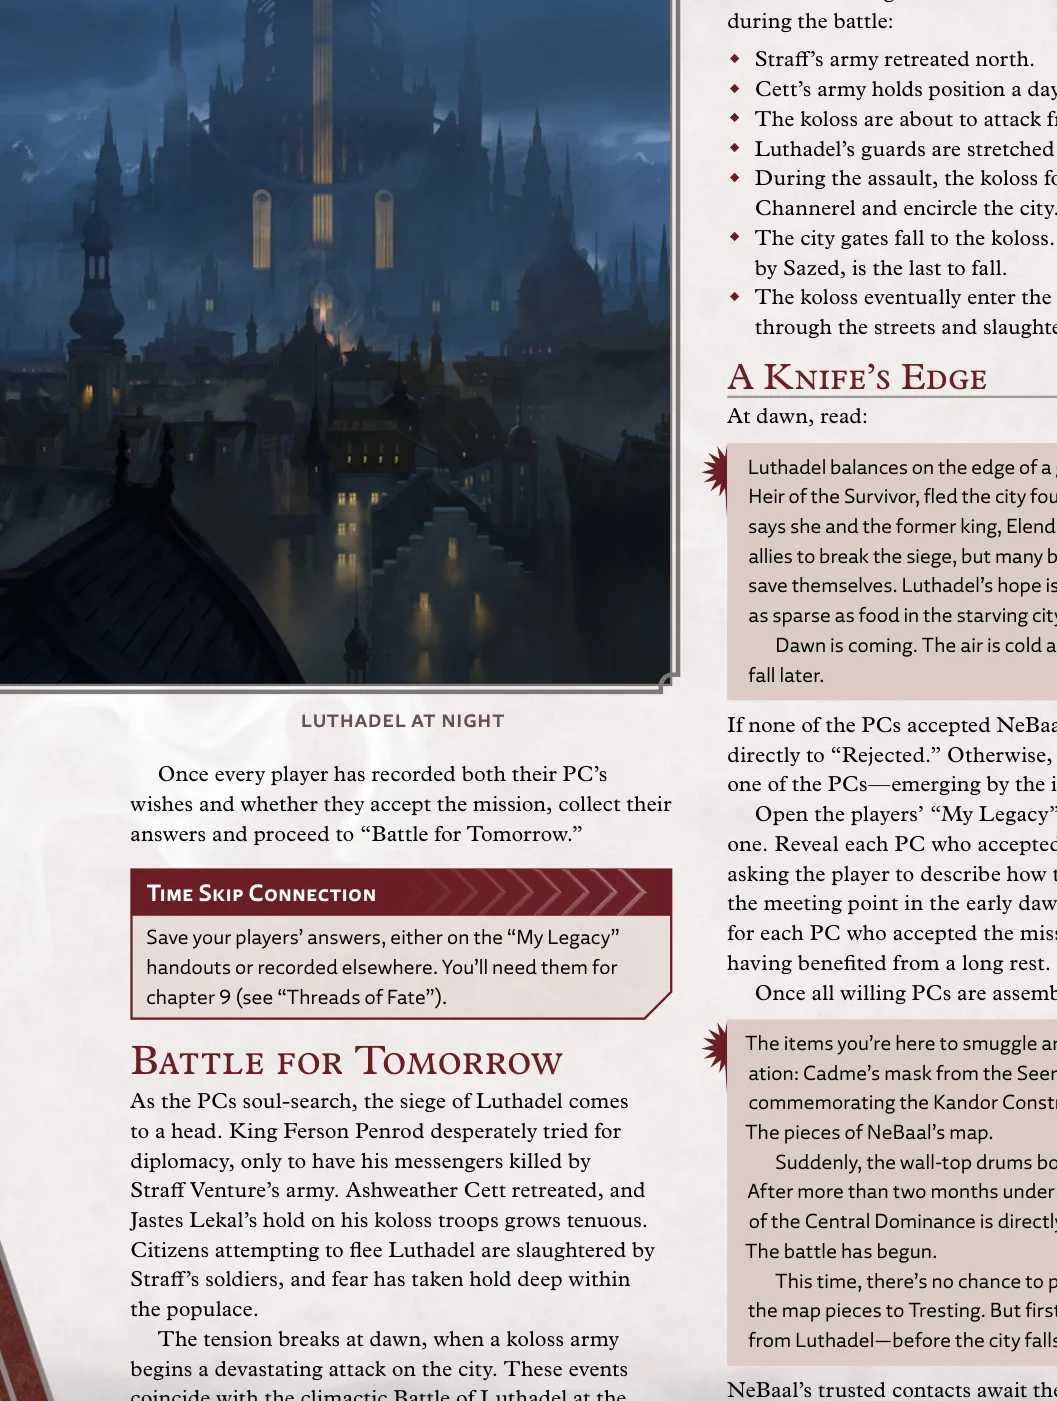 LUTHADEL AT NIGHT
Once every player has recorded both their PC’s
wishes and whether they accept the mission, collect their
answers and proceed to “Battle for Tomorrow.”
Time Skip Connection
Save your players’ answers, either on the “My Legacy”
handouts or recorded elsewhere. You’ll need them for
chapter 9 (see “Threads of Fate”).
Battle for Tomorrow
As the PCs soul-search, the siege of Luthadel comes
to a head. King Ferson Penrod desperately tried for
diplomacy, only to have his messengers killed by
Straff Venture’s army. Ashweather Cett retreated, and
Jastes Lekal’s hold on his koloss troops grows tenuous.
Citizens attempting to flee Luthadel are slaughtered by
Straff’s soldiers, and fear has taken hold deep within
the populace.
The tension breaks at dawn, when a koloss army
begins a devastating attack on the city. These events
coincide with the climactic Battle of Luthadel at the
during the battle:
Straff’s army retreated north.
Cett’s army holds position a day
The koloss are about to attack
Luthadel’s guards are stretched
During the assault, the koloss
Channerel and encircle the city.
The city gates fall to the koloss.
by Sazed, is the last to fall.
The koloss eventually enter the
through the streets and
A Knife’s Edge
At dawn, read:
Luthadel balances on the edge of a
Heir of the Survivor, fled the city
says she and the former king,
allies to break the siege, but many
save themselves. Luthadel’s hope is
as sparse as food in the starving
Dawn is coming. The air is cold
fall later.
If none of the PCs accepted
directly to “Rejected.” Otherwise,
one of the PCs—emerging by the
Open the players’ “My Legacy”
one. Reveal each PC who accepted
asking the player to describe how
the meeting point in the early
for each PC who accepted the
having benefited from a long rest.
Once all willing PCs are
The items you’re here to smuggle
ation: Cadme’s mask from the
commemorating the Kandor
The pieces of NeBaal’s map.
Suddenly, the wall-top drums
After more than two months under
of the Central Dominance is
The battle has begun.
This time, there’s no chance to
the map pieces to Tresting. But
from Luthadel—before the city falls
NeBaal’s trusted contacts await